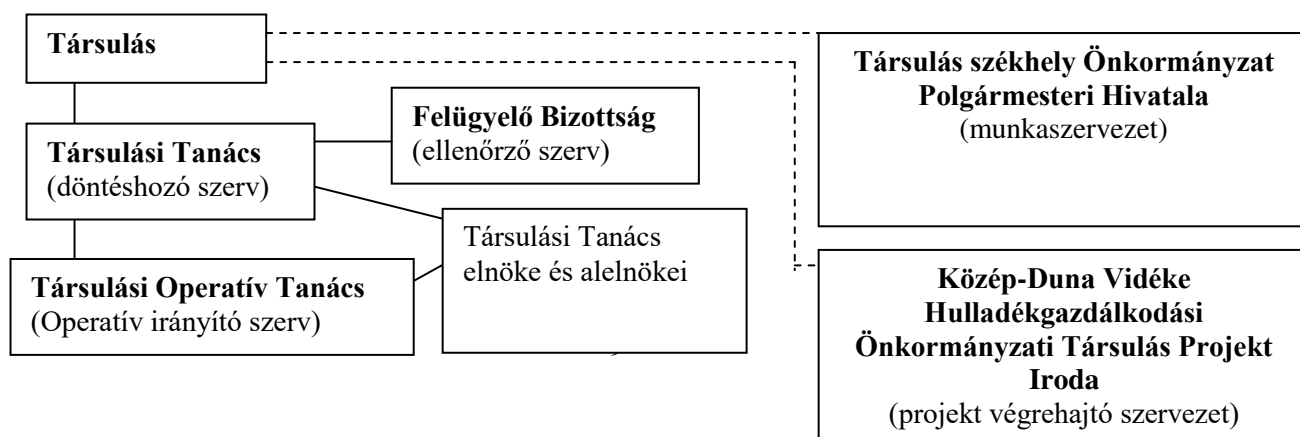 Társulás
Társulási Tanács
(döntéshozó szerv)
Társulási Operatív Tanács
(Operatív irányító szerv)
Felügyelő Bizottság
(ellenőrző szerv)
Társulási Tanács
elnöke és alelnökei
Társulás székhely Önkormányzat
Polgármesteri Hivatala
(munkaszervezet)
Közép-Duna Vidéke
Hulladékgazdálkodási
Önkormányzati Társulás Projekt
Iroda
(projekt végrehajtó szervezet)